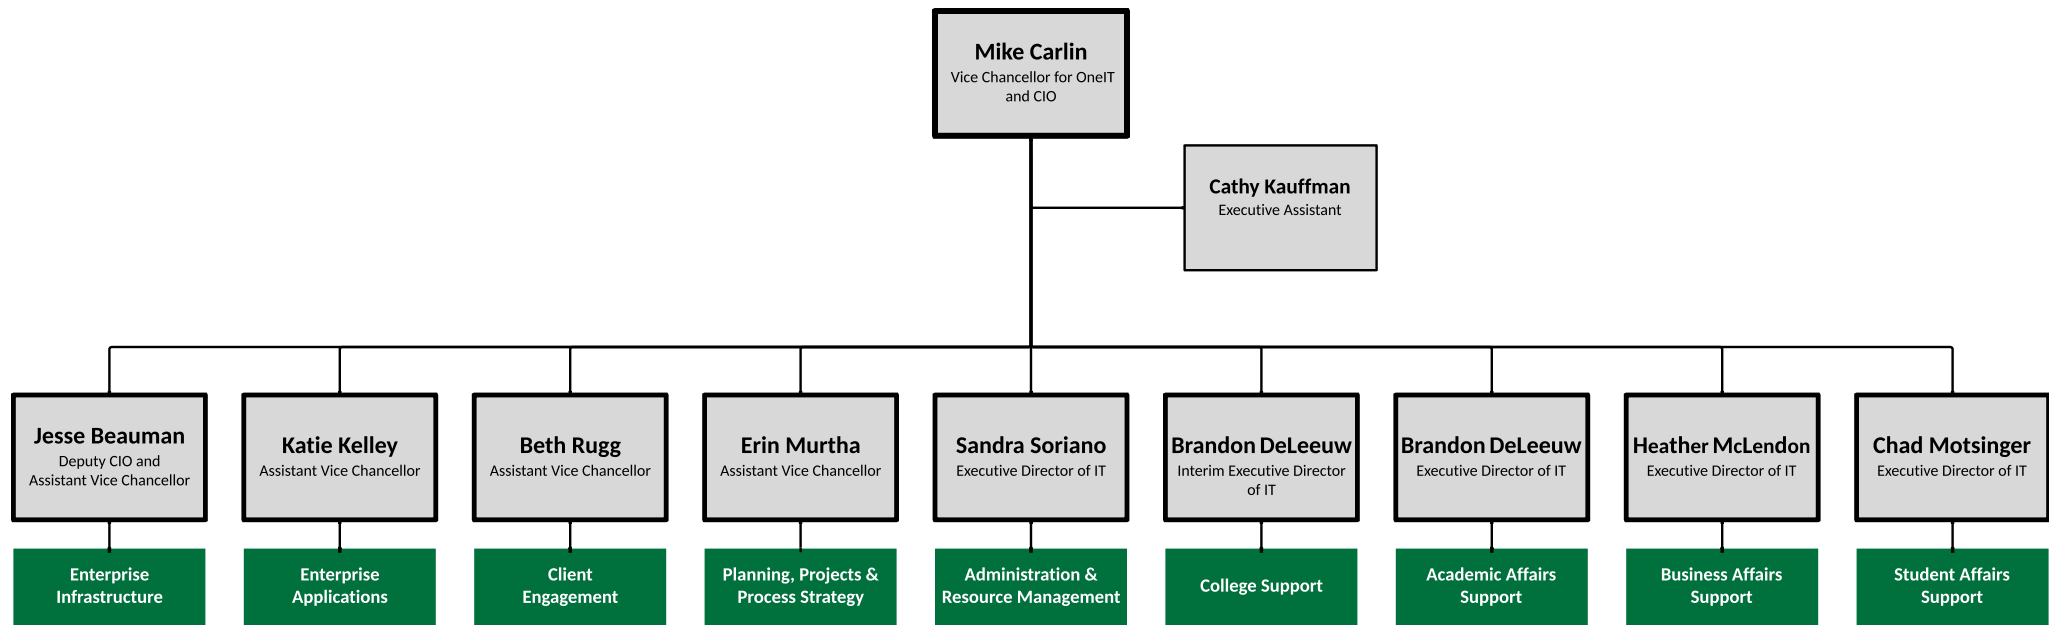 Mike Carlin
Vice Chancellor for OneIT
and CIO
Cathy Kauffman
Executive Assistant
Jesse Beauman
Deputy CIO and
Assistant Vice Chancellor
Katie Kelley
Assistant Vice Chancellor
Beth Rugg
Assistant Vice Chancellor
Erin Murtha
Assistant Vice Chancellor
Sandra Soriano
Executive Director of IT
Brandon DeLeeuw
Interim Executive Director
of IT
Brandon DeLeeuw
Executive Director of IT
Heather McLendon
Executive Director of IT
Chad Motsinger
Executive Director of IT
Enterprise
Infrastructure
Enterprise
Applications
Client
Engagement
Planning, Projects &
Process Strategy
Administration &
Resource Management
College Support
Academic Affairs
Support
Business Affairs
Support
Student Affairs
Support